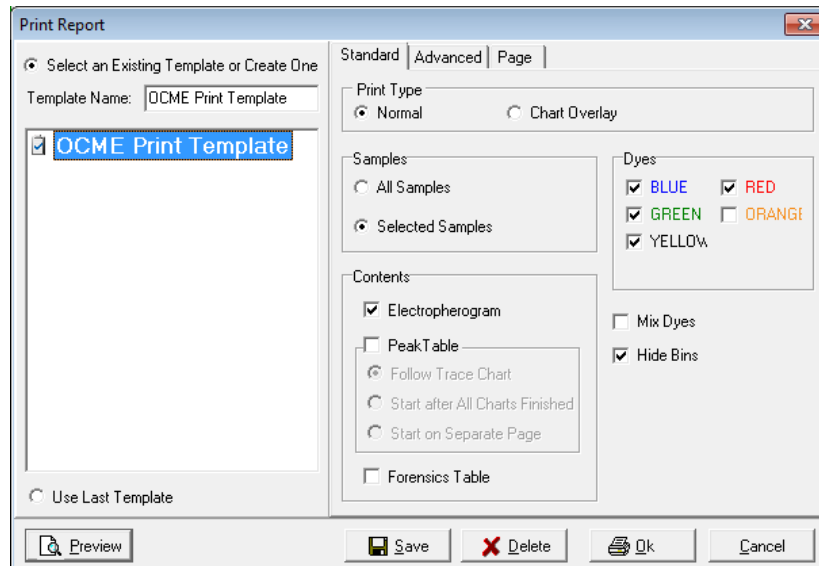 Print Report
Select an Existing Template or Create One
Template Name: OCME Print Template
OCME Print Template
Use Last Template
Preview
Standard Advanced Page
Print Type
Normal Chart Overlay
Samples
All Samples
Selected Samples
Dyes
BLUE RED
GREEN ORANGE
YELLOW
Contents
Electropherogram
PeakTable
Follow Trace Chart
Start after All Charts Finished
Start on Separate Page
Forensics Table
Mix Dyes
Hide Bins
Save Delete Ok Cancel